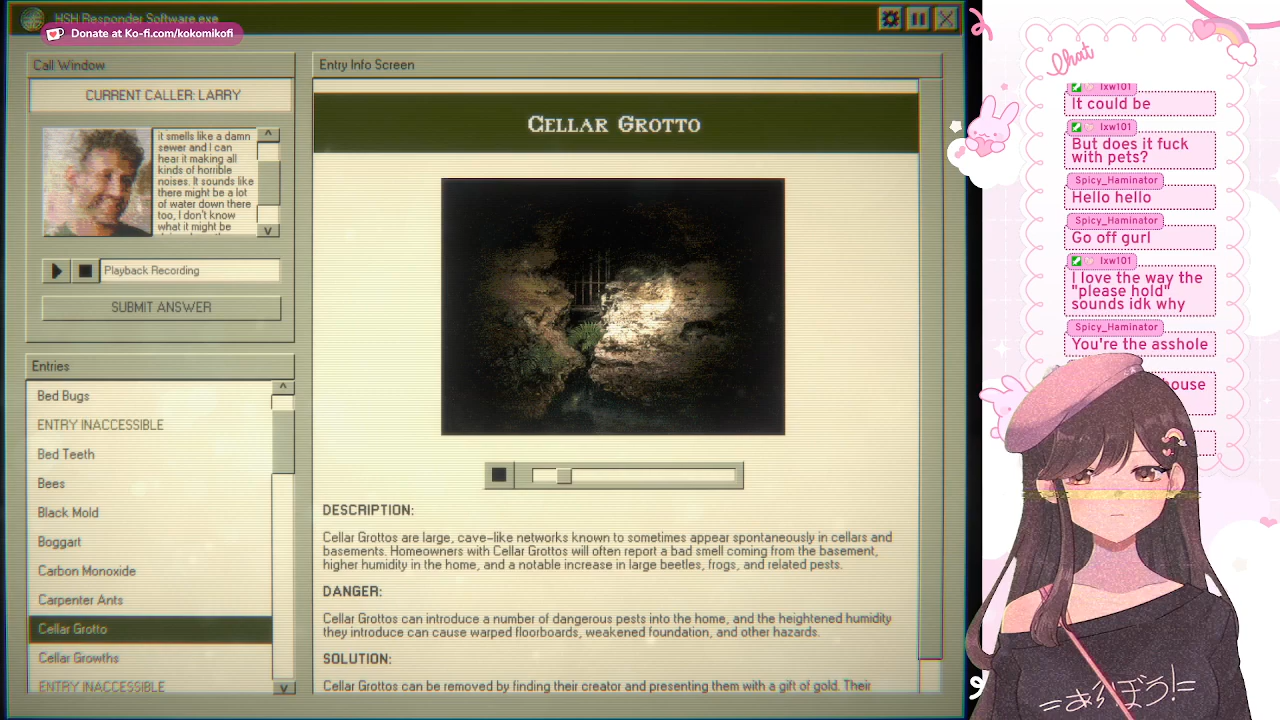 HSH Responder Software.exe
Donate at Ko-fi.com/kokomikofi
Call Window
CURRENT CALLER: LARRY
it smells like a damn
sewer and I can
hear it making all
kinds of horrible
noises. It sounds like
there might be a lot
of water down there
too, I don't know
what it might be
Playback Recording
SUBMIT ANSWER
Entries
Bed Bugs
ENTRY INACCESSIBLE
Bed Teeth
Bees
Black Mold
Boggart
Carbon Monoxide
Carpenter Ants
Cellar Grotto
Cellar Growths
ENTRY INACCESSIBLE
Entry Info Screen
Cellar Grotto
DESCRIPTION:
Cellar Grottos are large, cave-like networks known to sometimes appear spontaneously in cellars and
basements. Homeowners with Cellar Grottos will often report a bad smell coming from the basement,
higher humidity in the home, and a notable increase in large beetles, frogs, and related pests.
DANGER:
Cellar Grottos can introduce a number of dangerous pests into the home, and the heightened humidity
they introduce can cause warped floorboards, weakened foundation, and other hazards.
SOLUTION:
Cellar Grottos can be removed by finding their creator and presenting them with a gift of gold. Their
Chat
lxw101
It could be
lxw101
But does it fuck
with pets?
Spicy_Haminator
Hello hello
Spicy_Haminator
Go off gurl
lxw101
I love the way the
"please hold"
sounds idk why
Spicy_Haminator
You're the asshole
house